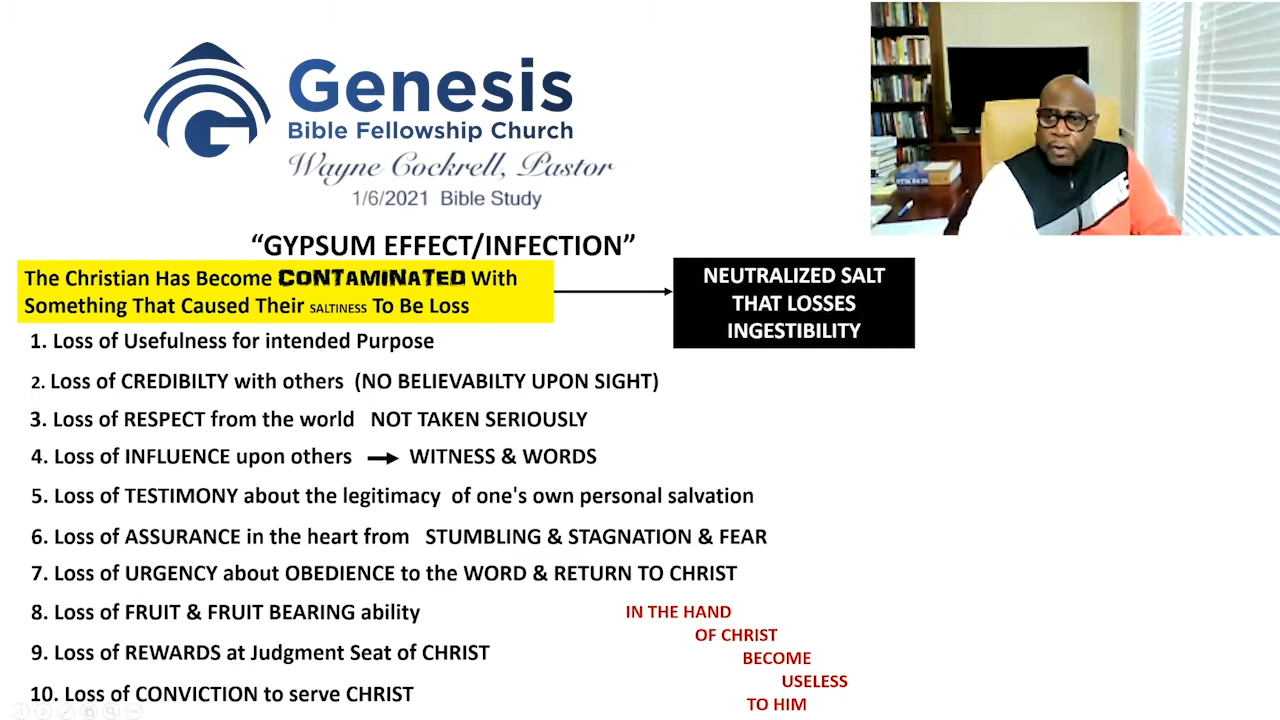 Genesis
Bible Fellowship Church
Wayne Cockrell, Pastor
1/6/2021 Bible Study
“GYPSUM EFFECT/INFECTION”
The Christian Has Become CONTAMINATED With
Something That Caused Their SALTINESS To Be Loss
NEUTRALIZED SALT
THAT LOSSES
INGESTIBILITY
1. Loss of Usefulness for intended Purpose
2. Loss of CREDIBILTY with others (NO BELIEVABILTY UPON SIGHT)
3. Loss of RESPECT from the world NOT TAKEN SERIOUSLY
4. Loss of INFLUENCE upon others WITNESS & WORDS
5. Loss of TESTIMONY about the legitimacy of one's own personal salvation
6. Loss of ASSURANCE in the heart from STUMBLING & STAGNATION & FEAR
7. Loss of URGENCY about OBEDIENCE to the WORD & RETURN TO CHRIST
8. Loss of FRUIT & FRUIT BEARING ability
9. Loss of REWARDS at Judgment Seat of CHRIST
10. Loss of CONVICTION to serve CHRIST
IN THE HAND
OF CHRIST
BECOME
USELESS
TO HIM